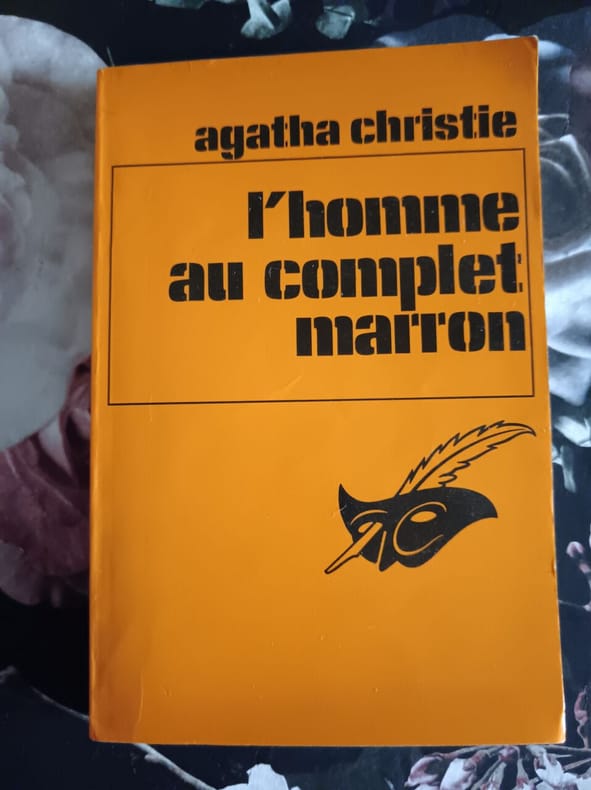 agatha christie
l'homme
au complet
marron